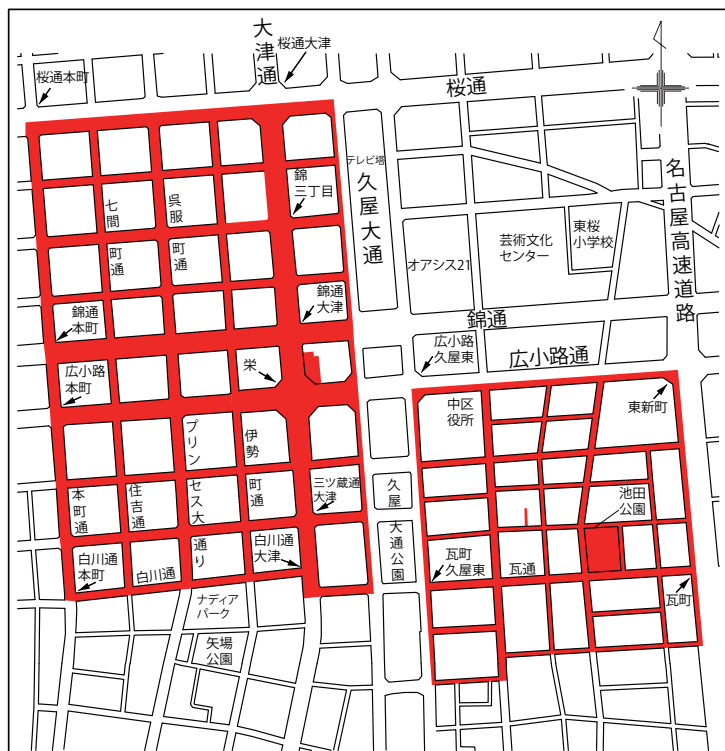 大津通
桜通大津
桜通本町
桜通
テレビ塔
久屋大通
錦
三丁目
名古屋高速道路
七間
町通
呉服
町通
芸術文化
センター
東桜
小学校
オアシス21
錦通
本町
錦通
大津
錦通
広小路
久屋東
広小路通
広小路
本町
栄
中区
役所
東新町
プリン
セス大
通り
伊勢
町通
本町通
住吉通
三ツ蔵通
大津
久屋
大通公園
池田
公園
白川通
本町
白川通
白川通
大津
瓦町
久屋東
瓦通
瓦町
ナディア
パーク
矢場
公園